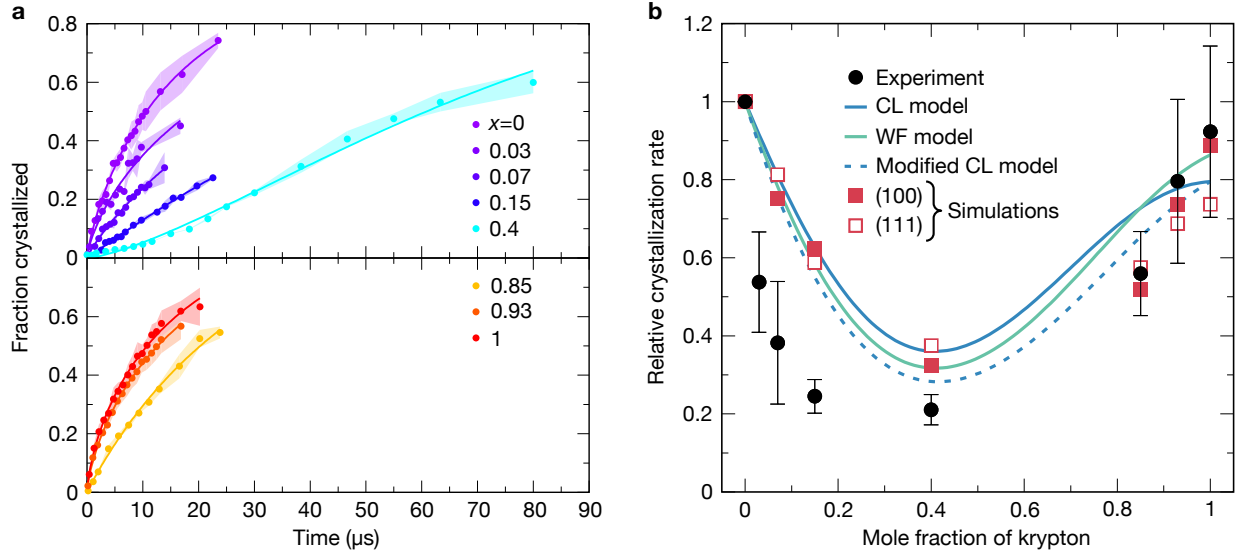 a
0.8
0.6
0.4
0.2
0
x=0
0.03
0.07
0.15
0.4
0.6
0.4
0.2
0
0.85
0.93
1
0 10 20 30 40 50 60 70 80 90
Time (μs)
Fraction crystallized
b
1.2
1
0.8
0.6
0.4
0.2
0
Experiment
CL model
WF model
Modified CL model
(100)
(111)
Simulations
0 0.2 0.4 0.6 0.8 1
Mole fraction of krypton
Relative crystallization rate